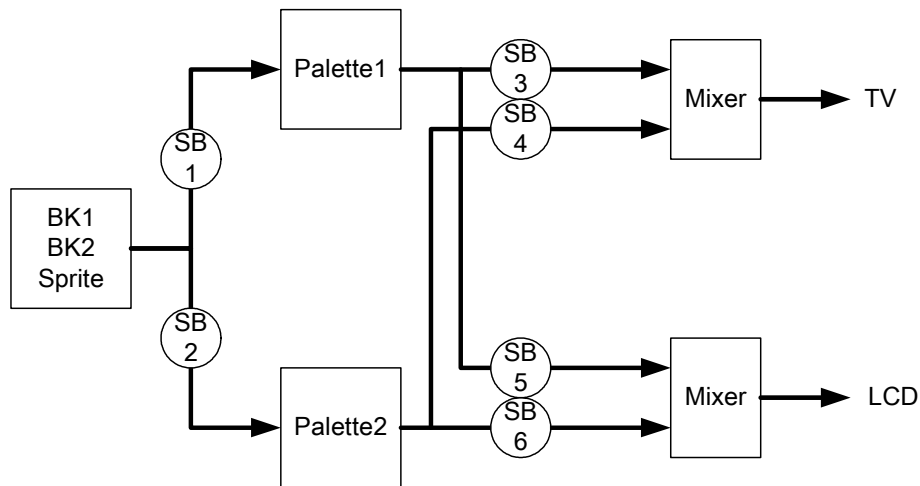 Palette1
SB
3
Mixer
TV
SB
4
SB
1
BK1
BK2
Sprite
SB
2
SB
5
Mixer
LCD
Palette2
SB
6